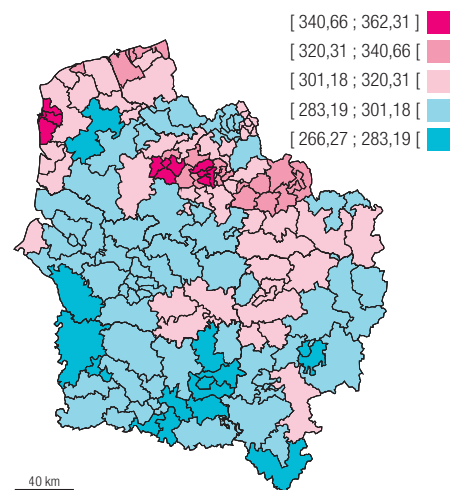 [ 340,66 ; 362,31 ]
[ 320,31 ; 340,66 [
[ 301,18 ; 320,31 [
[ 283,19 ; 301,18 [
[ 266,27 ; 283,19 [
40 km